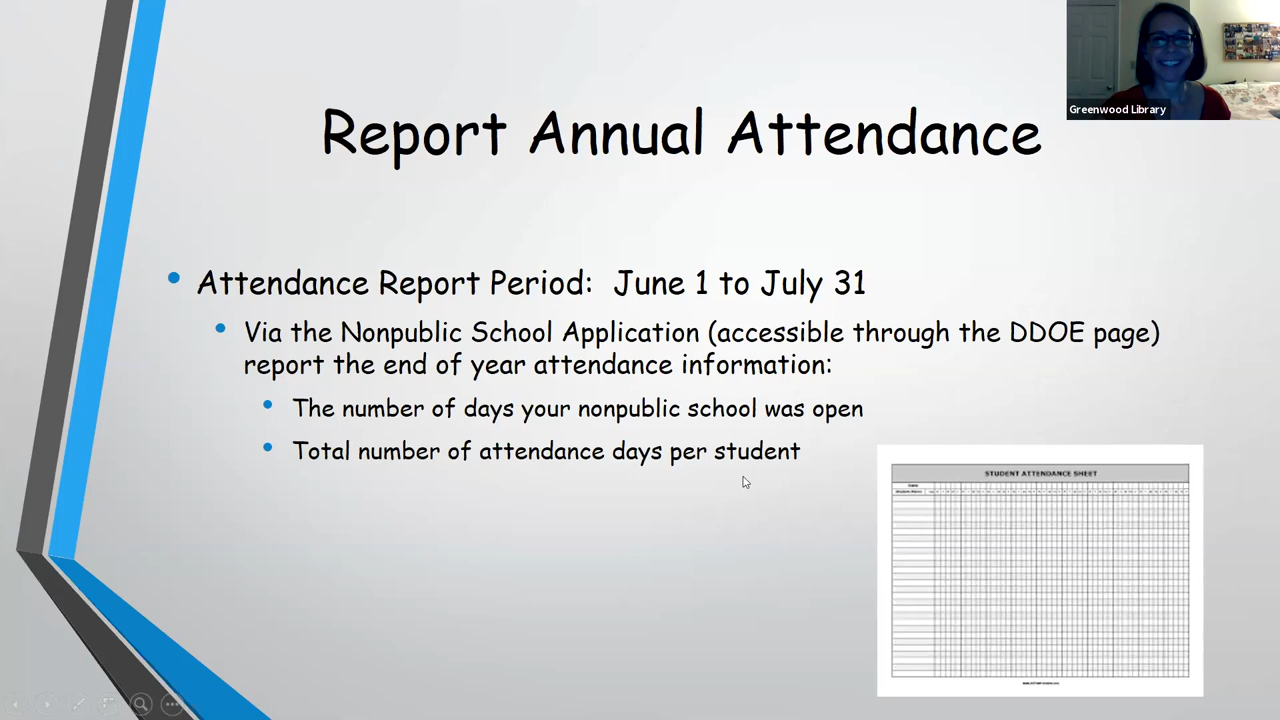 Greenwood Library
Report Annual Attendance
Attendance Report Period: June 1 to July 31
Via the Nonpublic School Application (accessible through the DDOE page)
report the end of year attendance information:
The number of days your nonpublic school was open
Total number of attendance days per student
STUDENT ATTENDANCE SHEET